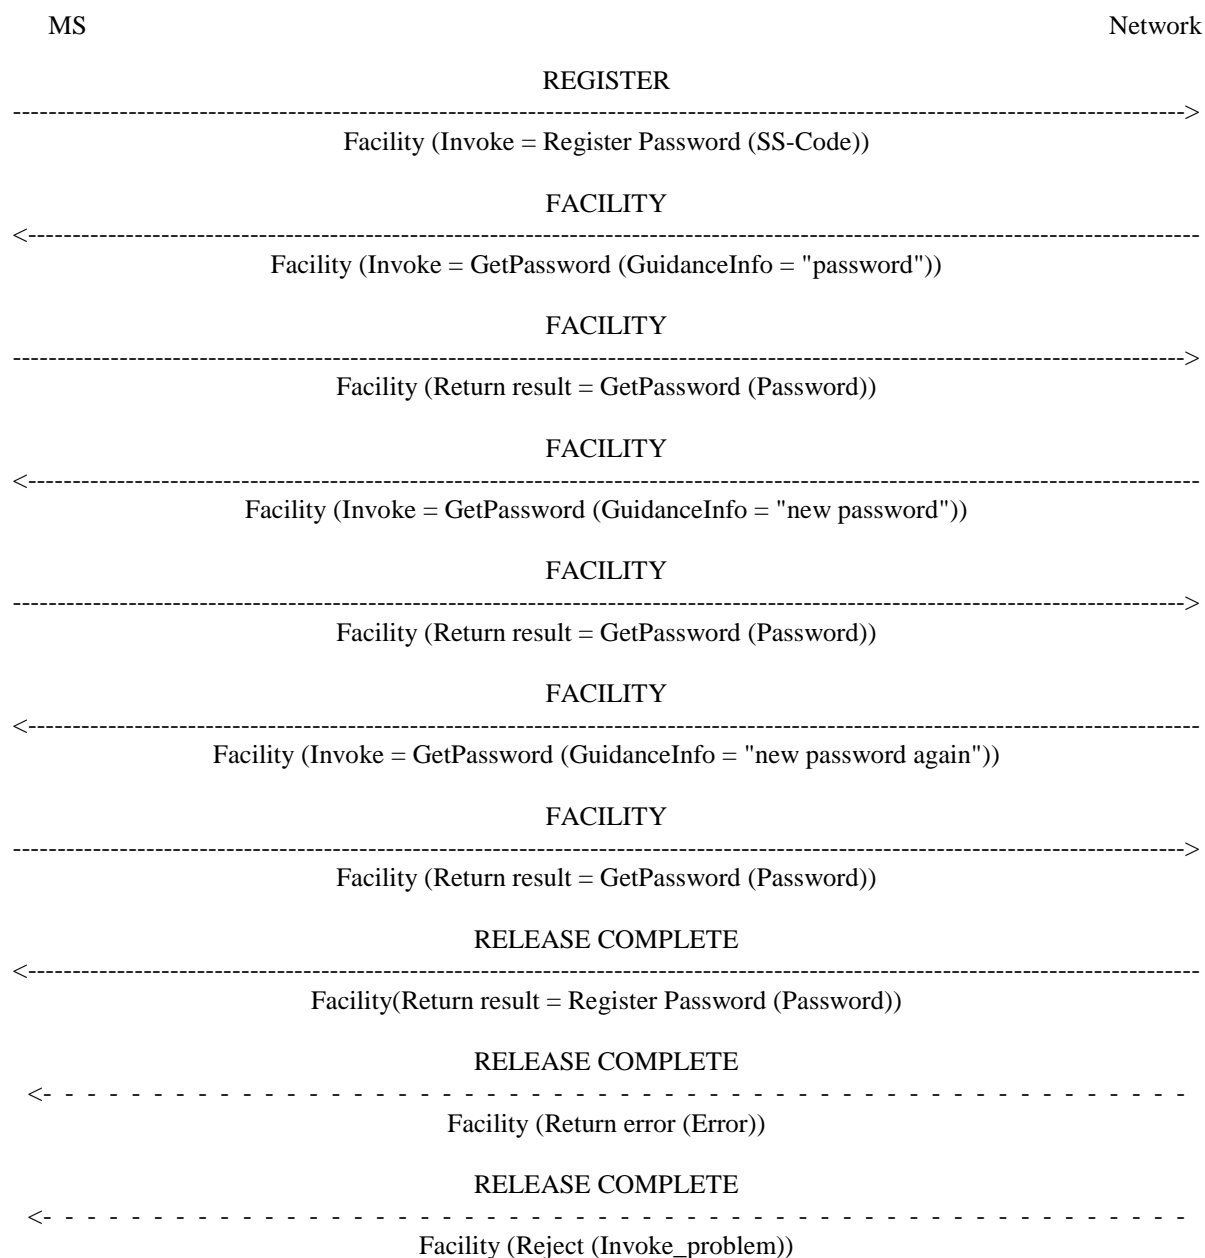 MS Network
REGISTER
------------------------------------------------------------------------------------------------------------------------------------>
Facility (Invoke = Register Password (SS-Code))
FACILITY
<------------------------------------------------------------------------------------------------------------------------------------
Facility (Invoke = GetPassword (GuidanceInfo = "password"))
FACILITY
------------------------------------------------------------------------------------------------------------------------------------>
Facility (Return result = GetPassword (Password))
FACILITY
<------------------------------------------------------------------------------------------------------------------------------------
Facility (Invoke = GetPassword (GuidanceInfo = "new password"))
FACILITY
------------------------------------------------------------------------------------------------------------------------------------>
Facility (Return result = GetPassword (Password))
FACILITY
<------------------------------------------------------------------------------------------------------------------------------------
Facility (Invoke = GetPassword (GuidanceInfo = "new password again"))
FACILITY
------------------------------------------------------------------------------------------------------------------------------------>
Facility (Return result = GetPassword (Password))
RELEASE COMPLETE
<------------------------------------------------------------------------------------------------------------------------------------
Facility(Return result = Register Password (Password))
RELEASE COMPLETE
<- - - - - - - - - - - - - - - - - - - - - - - - - - - - - - - - - - - - - - - - - - - - - - - - - - - -
Facility (Return error (Error))
RELEASE COMPLETE
<- - - - - - - - - - - - - - - - - - - - - - - - - - - - - - - - - - - - - - - - - - - - - - - - - - - -
Facility (Reject (Invoke_problem))